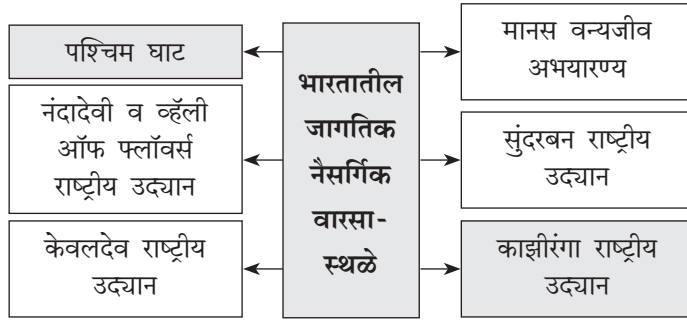 पश्चिम घाट
नंदादेवी व व्हॅली
ऑफ फ्लॉवर्स
राष्ट्रीय उद्यान
केवलदेव राष्ट्रीय
उद्यान
भारतातील
जागतिक
नैसर्गिक
वारसा-
स्थळे
मानस वन्यजीव
अभयारण्य
सुंदरबन राष्ट्रीय
उद्यान
काझीरंगा राष्ट्रीय
उद्यान